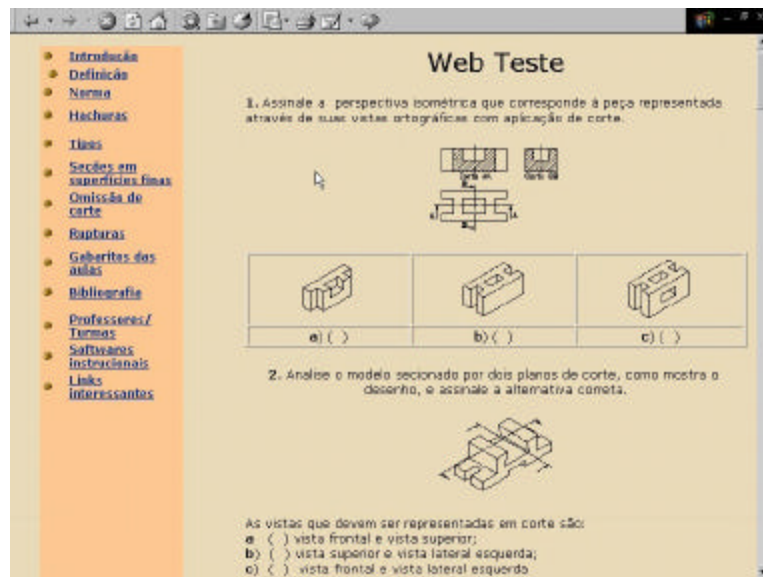 Introdução
Definição
Norma
Hachuras
Tipos
Seções em
superfícies finas
Omissão de
corte
Rupturas
Gabaritos das
aulas
Bibliografia
Professores/
Turmas
Softwares
instrucionais
Links
interessantes
Web Teste
1. Assinale a perspectiva isométrica que corresponde à peça representada
através de suas vistas ortográficas com aplicação de corte.
Corte AA
Corte BB
a) ( )
b) ( )
c) ( )
2. Analise o modelo secionado por dois planos de corte, como mostra o
desenho, e assinale a alternativa correta.
As vistas que devem ser representadas em corte são:
a ( ) vista frontal e vista superior;
b) ( ) vista superior e vista lateral esquerda;
c) ( ) vista frontal e vista lateral esquerda